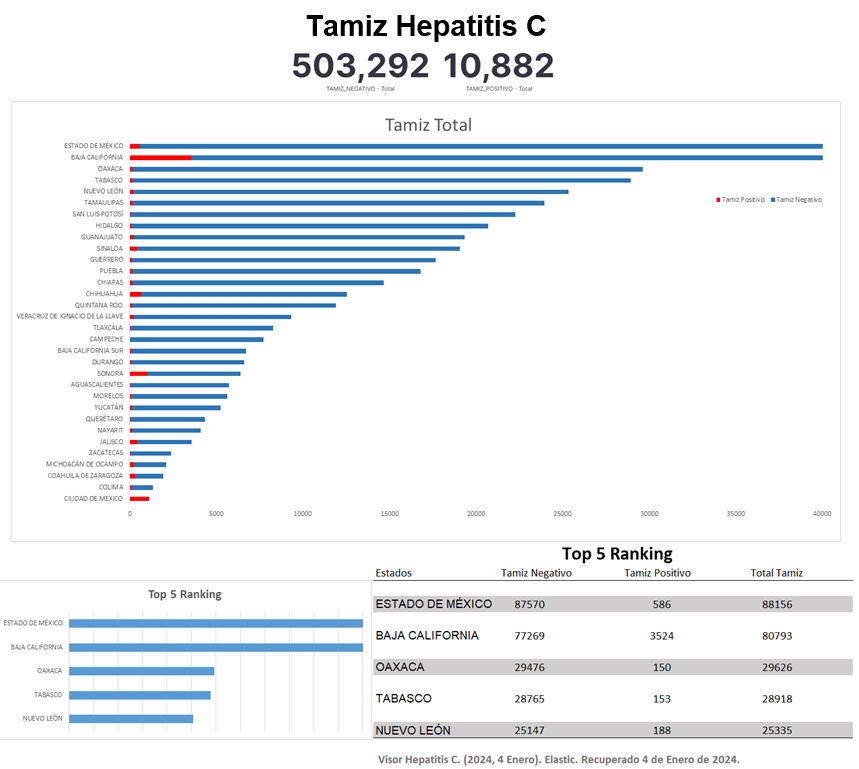 Tamiz Hepatitis C
503,292 10,882
TAMIZ_NEGATIVO - Total TAMIZ_POSITIVO - Total
Tamiz Total
ESTADO DE MÉXICO
BAJA CALIFORNIA
OAXACA
TABASCO
NUEVO LEÓN
Tamiz Positivo Tamiz Negativo
TAMAULIPAS
SAN LUIS POTOSÍ
HIDALGO
GUANAJUATO
SINALOA
GUERRERO
PUEBLA
CHIAPAS
CHIHUAHUA
QUINTANA ROO
VERACRUZ DE IGNACIO DE LA LLAVE
TLAXCALA
CAMPECHE
BAJA CALIFORNIA SUR
DURANGO
SONORA
AGUASCALIENTES
MORELOS
YUCATÁN
QUERÉTARO
NAYARIT
JALISCO
ZACATECAS
MICHOACÁN DE OCAMPO
COAHUILA DE ZARAGOZA
COLIMA
CIUDAD DE MEXICO
0 5000 10000 15000 20000 25000 30000 35000 40000
Top 5 Ranking
ESTADO DE MÉXICO
BAJA CALIFORNIA
OAXACA
TABASCO
NUEVO LEÓN
Top 5 Ranking
Estados Tamiz Negativo Tamiz Positivo Total Tamiz
ESTADO DE MÉXICO 87570 586 88156
BAJA CALIFORNIA 77269 3524 80793
OAXACA 29476 150 29626
TABASCO 28765 153 28918
NUEVO LEÓN 25147 188 25335
Visor Hepatitis C. (2024, 4 Enero). Elastic. Recuperado 4 de Enero de 2024.